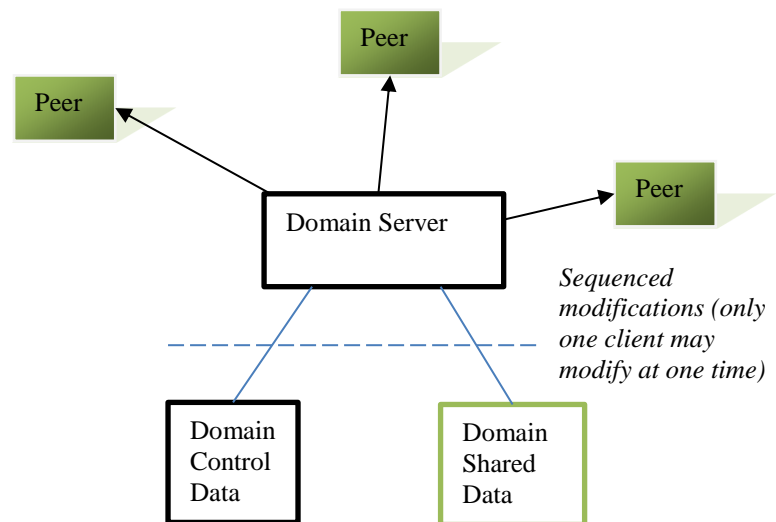 Peer
Peer
Peer
Domain Server
Sequenced
modifications (only
one client may
modify at one time)
Domain
Control
Data
Domain
Shared
Data